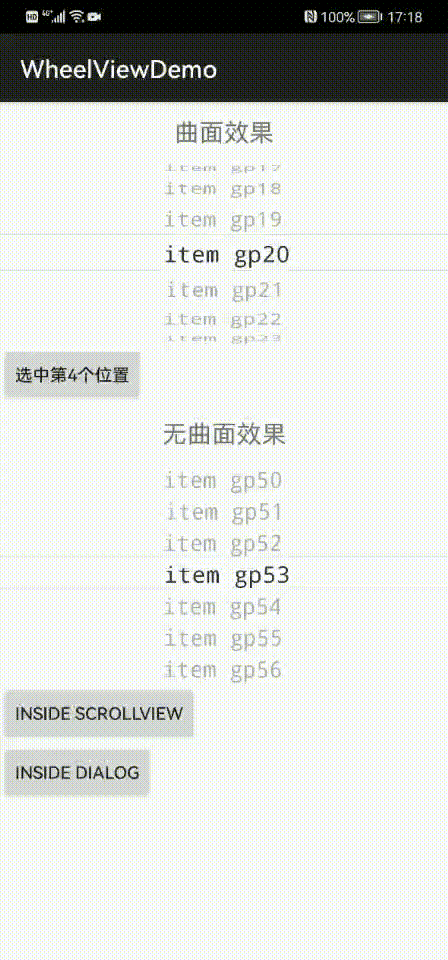 HD 4G+ 100% 17:18
WheelViewDemo
曲面效果
item gp17
item gp18
item gp19
item gp20
item gp21
item gp22
item gp23
选中第4个位置
无曲面效果
item gp50
item gp51
item gp52
item gp53
item gp54
item gp55
item gp56
INSIDE SCROLLVIEW
INSIDE DIALOG